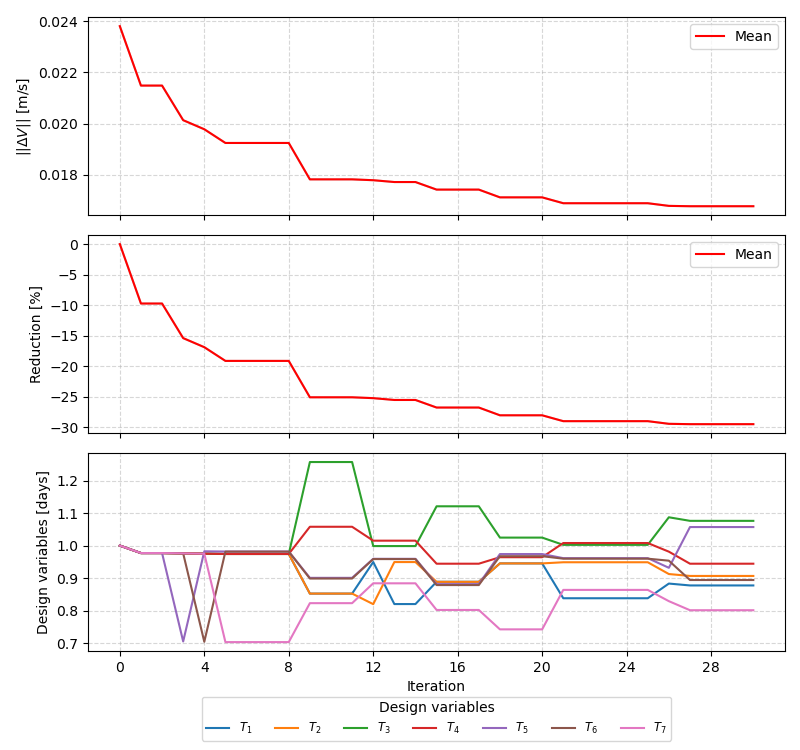 0.024
0.022
0.020
0.018
||ΔV|| [m/s]
Mean
0
−5
−10
−15
−20
−25
−30
Reduction [%]
Mean
1.2
1.1
1.0
0.9
0.8
0.7
Design variables [days]
0 4 8 12 16 20 24 28
Iteration
Design variables
T₁ T₂ T₃ T₄ T₅ T₆ T₇